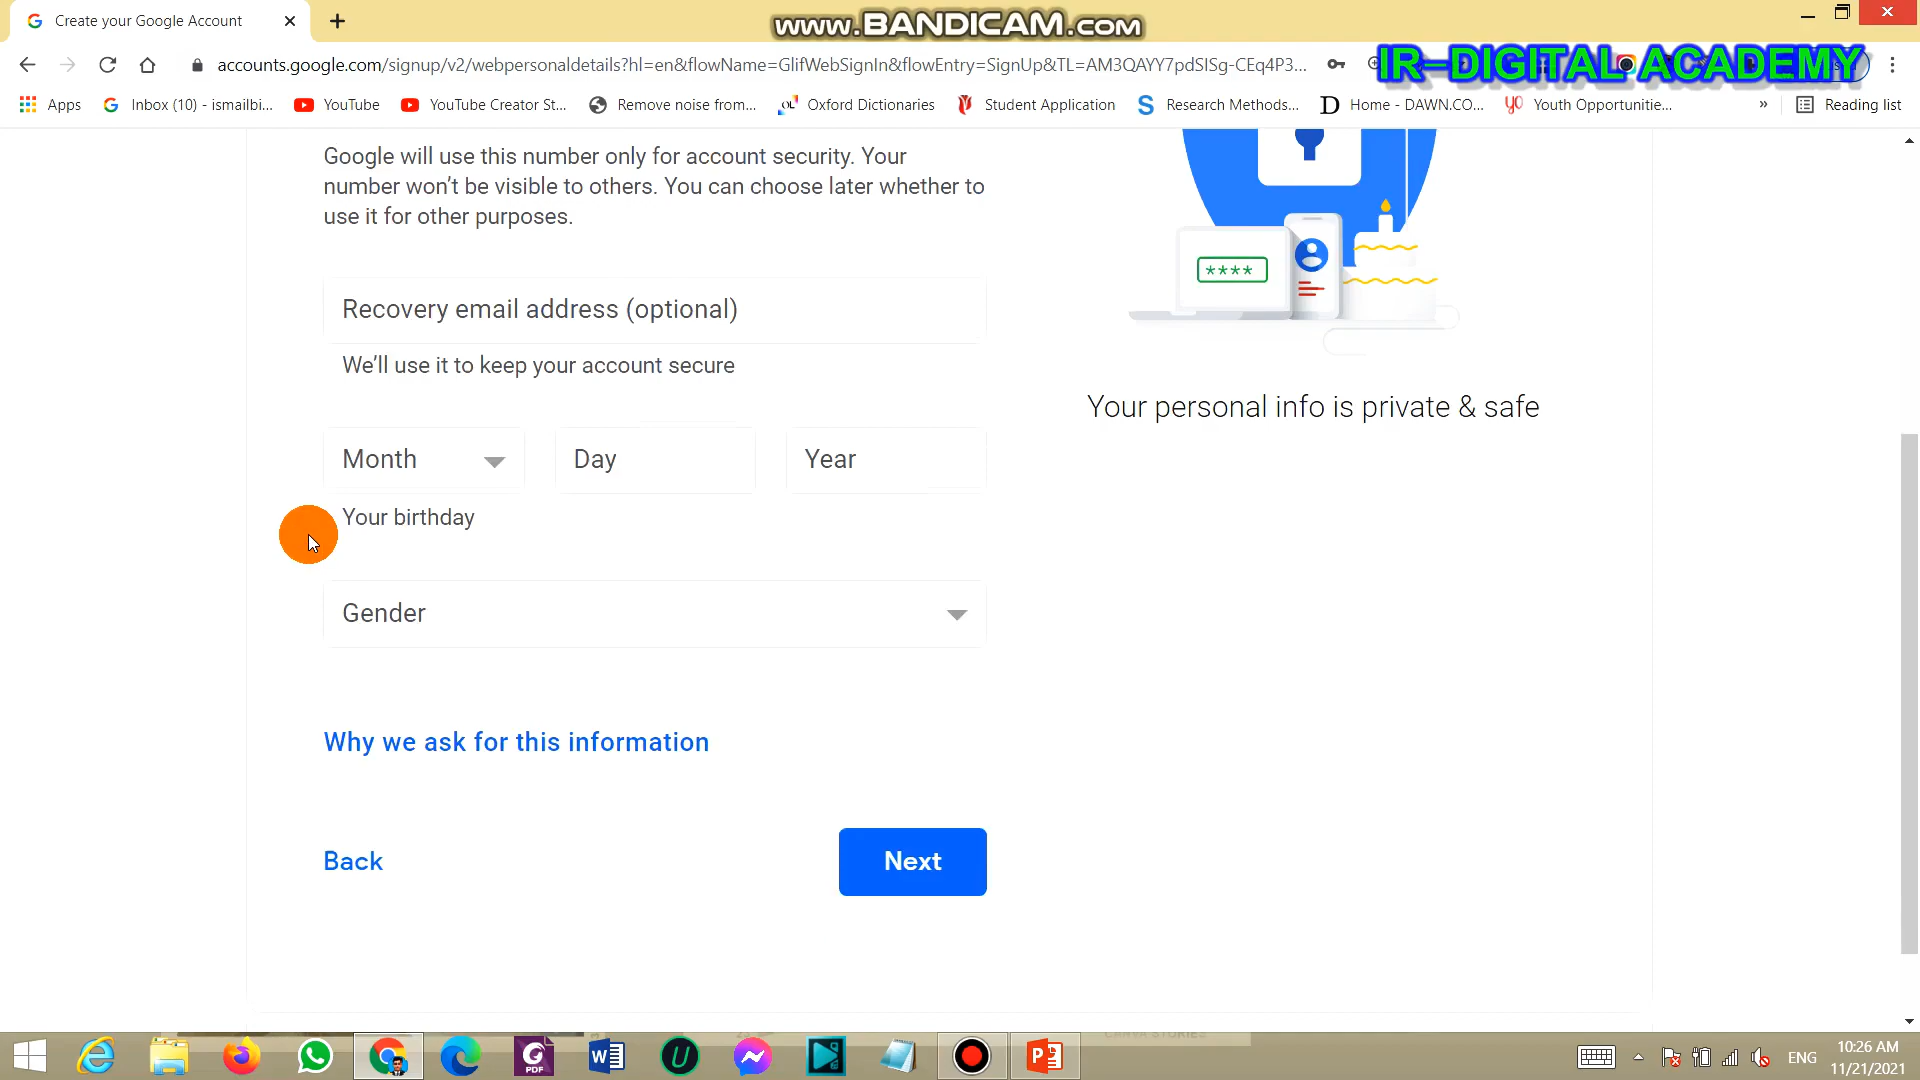 Create your Google Account
www.BANDICAM.com
accounts.google.com/signup/v2/webpersonaldetails?hl=en&flowName=GlifWebSignIn&flowEntry=SignUp&TL=AM3QAYY7pdSISg-CEq4P3...
IR-DIGITAL ACADEMY
Apps
Inbox (10) - ismailbi...
YouTube
YouTube Creator St...
Remove noise from...
Oxford Dictionaries
Student Application
Research Methods...
Home - DAWN.CO...
Youth Opportunitie...
»
Reading list
Google will use this number only for account security. Your
number won’t be visible to others. You can choose later whether to
use it for other purposes.
****
Recovery email address (optional)
We’ll use it to keep your account secure
Your personal info is private & safe
Month
Day
Year
Your birthday
Gender
Why we ask for this information
Back
Next
CANVA STORIES
ENG
10:26 AM
11/21/2021